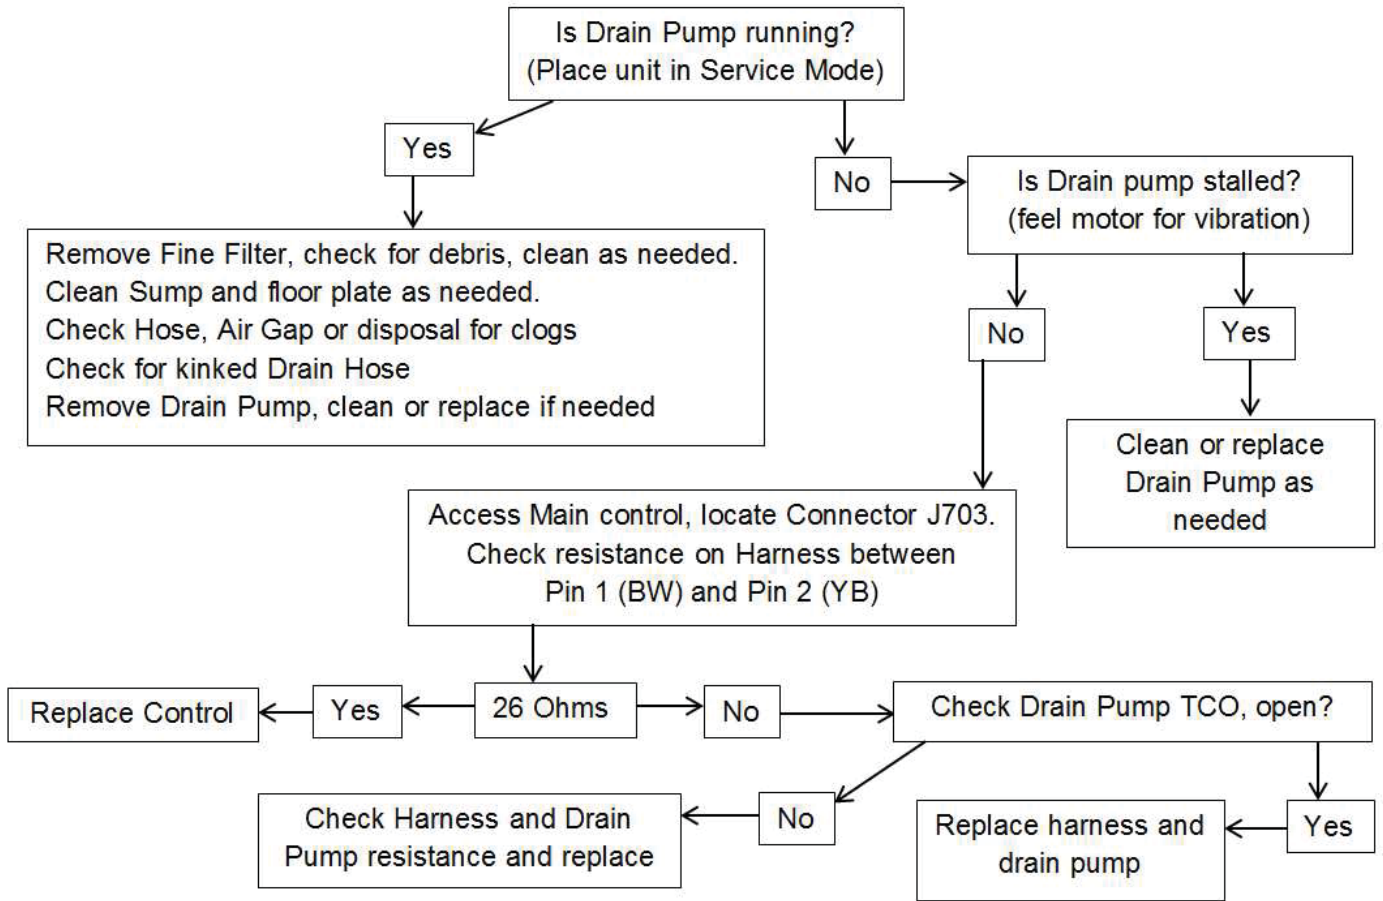 Is Drain Pump running?
(Place unit in Service Mode)
Yes
No
Is Drain pump stalled?
(feel motor for vibration)
Remove Fine Filter, check for debris, clean as needed.
Clean Sump and floor plate as needed.
Check Hose, Air Gap or disposal for clogs
Check for kinked Drain Hose
Remove Drain Pump, clean or replace if needed
No
Yes
Clean or replace
Drain Pump as
needed
Access Main control, locate Connector J703.
Check resistance on Harness between
Pin 1 (BW) and Pin 2 (YB)
Replace Control
Yes
26 Ohms
No
Check Drain Pump TCO, open?
Check Harness and Drain
Pump resistance and replace
No
Replace harness and
drain pump
Yes